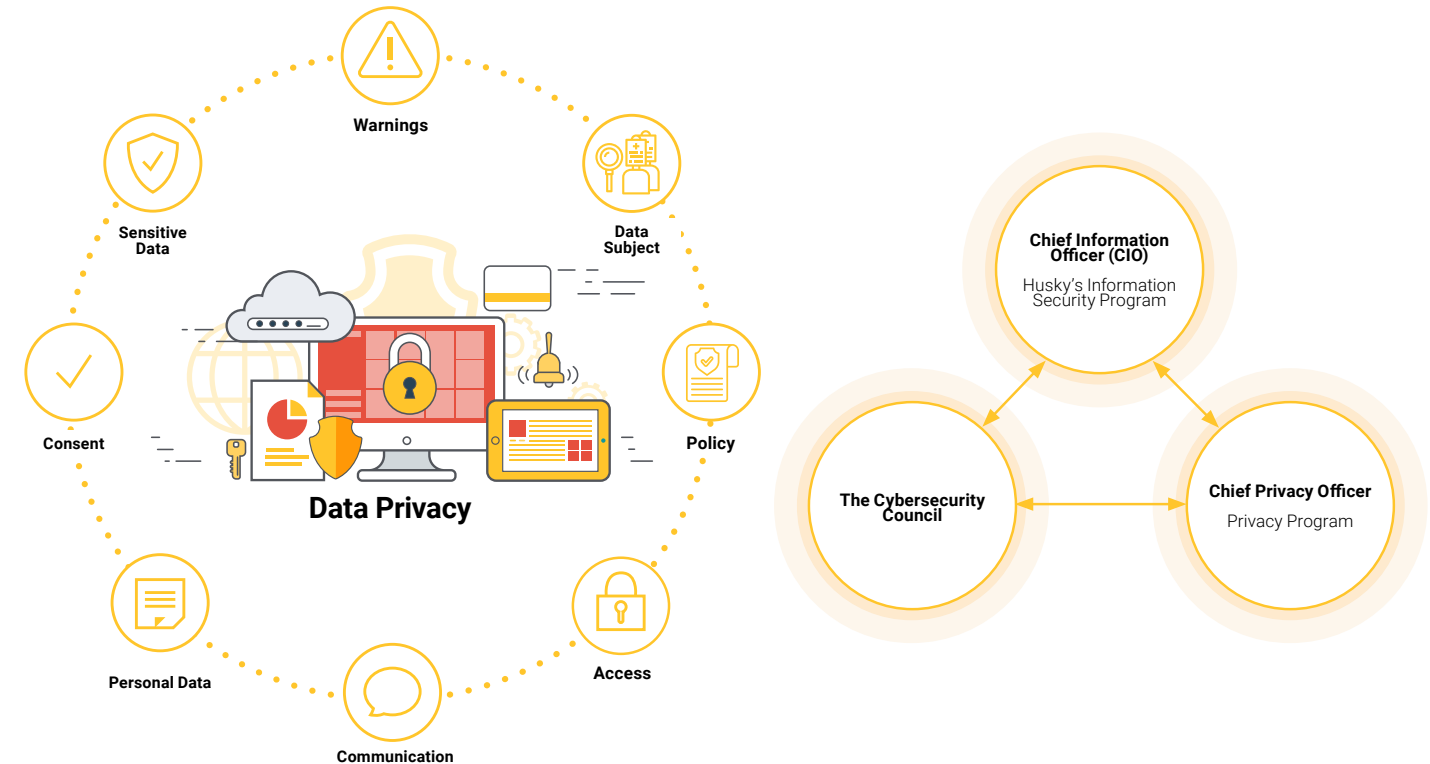 Warnings
Data
Subject
Policy
Access
Communication
Personal Data
Consent
Sensitive
Data
Data Privacy
Chief Information
Officer (CIO)
Husky's Information
Security Program
The Cybersecurity
Council
Chief Privacy Officer
Privacy Program